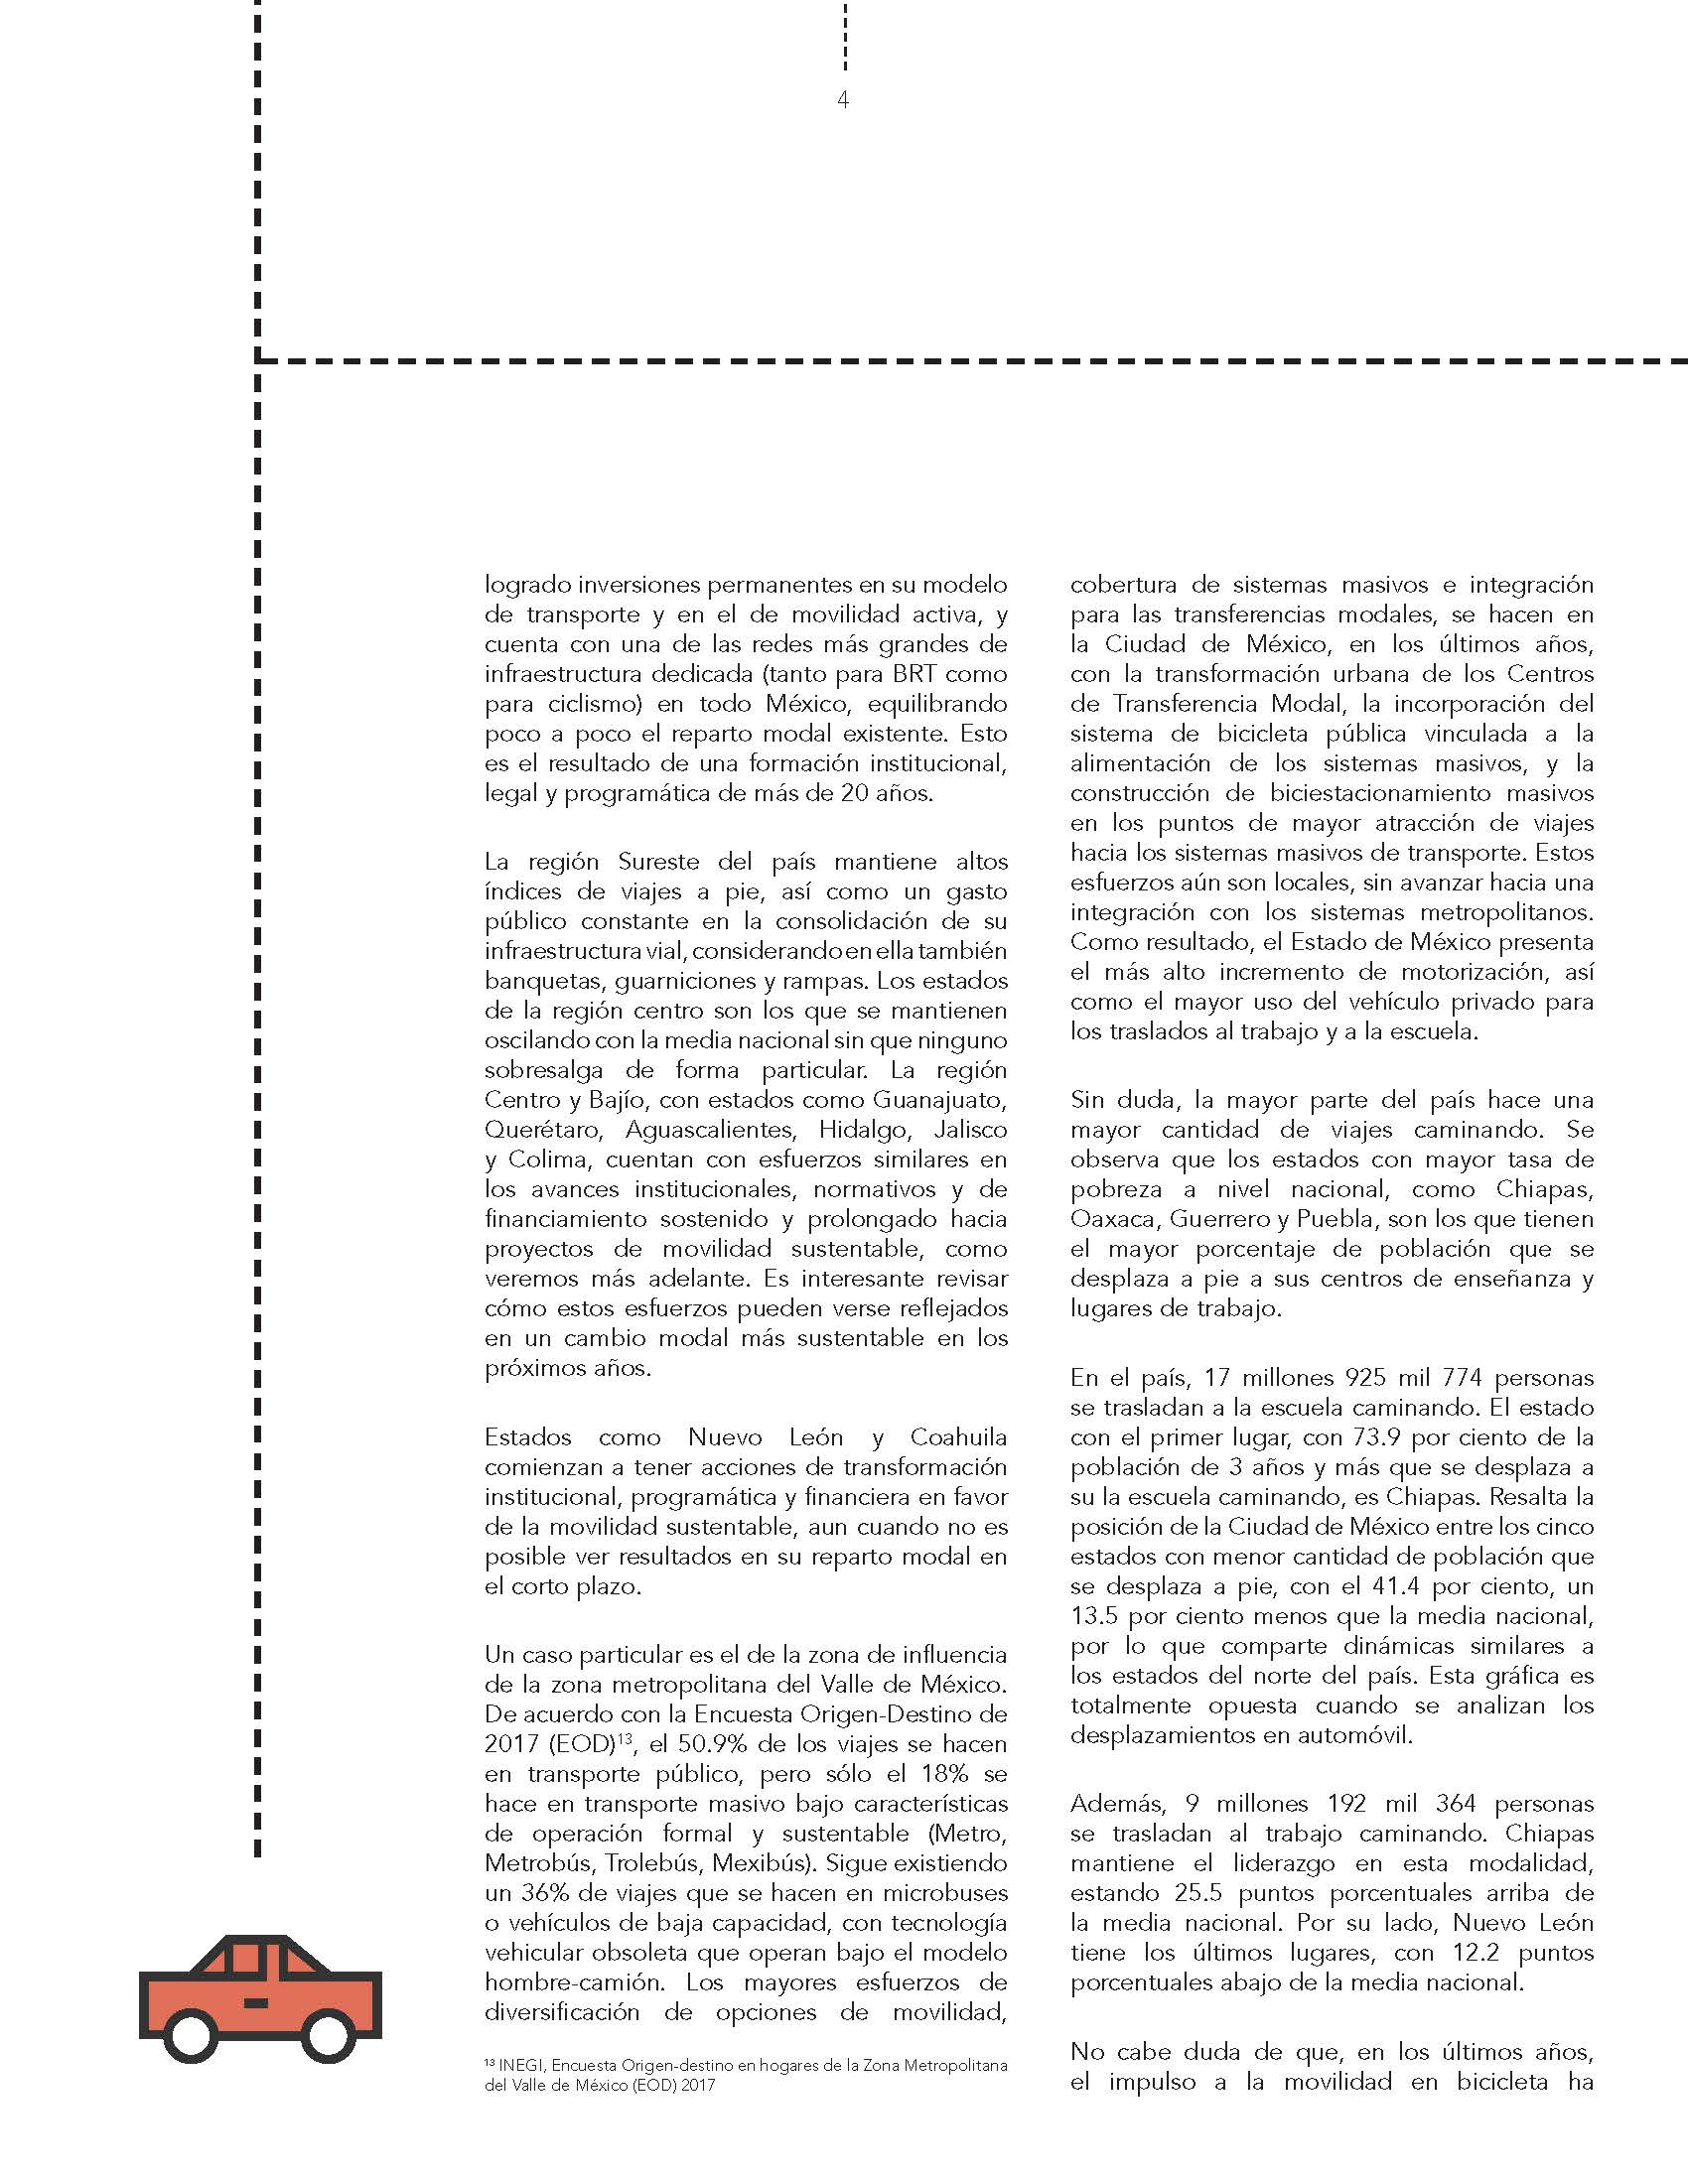 4
logrado inversiones permanentes en su modelo
de transporte y en el de movilidad activa, y
cuenta con una de las redes más grandes de
infraestructura dedicada (tanto para BRT como
para ciclismo) en todo México, equilibrando
poco a poco el reparto modal existente. Esto
es el resultado de una formación institucional,
legal y programática de más de 20 años.
La región Sureste del país mantiene altos
índices de viajes a pie, así como un gasto
público constante en la consolidación de su
infraestructura vial, considerando en ella también
banquetas, guarniciones y rampas. Los estados
de la región centro son los que se mantienen
oscilando con la media nacional sin que ninguno
sobresalga de forma particular. La región
Centro y Bajío, con estados como Guanajuato,
Querétaro, Aguascalientes, Hidalgo, Jalisco
y Colima, cuentan con esfuerzos similares en
los avances institucionales, normativos y de
financiamiento sostenido y prolongado hacia
proyectos de movilidad sustentable, como
veremos más adelante. Es interesante revisar
cómo estos esfuerzos pueden verse reflejados
en un cambio modal más sustentable en los
próximos años.
Estados como Nuevo León y Coahuila
comienzan a tener acciones de transformación
institucional, programática y financiera en favor
de la movilidad sustentable, aun cuando no es
posible ver resultados en su reparto modal en
el corto plazo.
Un caso particular es el de la zona de influencia
de la zona metropolitana del Valle de México.
De acuerdo con la Encuesta Origen-Destino de
2017 (EOD)¹³, el 50.9% de los viajes se hacen
en transporte público, pero sólo el 18% se
hace en transporte masivo bajo características
de operación formal y sustentable (Metro,
Metrobús, Trolebús, Mexibús). Sigue existiendo
un 36% de viajes que se hacen en microbuses
o vehículos de baja capacidad, con tecnología
vehicular obsoleta que operan bajo el modelo
hombre-camión. Los mayores esfuerzos de
diversificación de opciones de movilidad,
¹³ INEGI, Encuesta Origen-destino en hogares de la Zona Metropolitana
del Valle de México (EOD) 2017
cobertura de sistemas masivos e integración
para las transferencias modales, se hacen en
la Ciudad de México, en los últimos años,
con la transformación urbana de los Centros
de Transferencia Modal, la incorporación del
sistema de bicicleta pública vinculada a la
alimentación de los sistemas masivos, y la
construcción de biciestacionamiento masivos
en los puntos de mayor atracción de viajes
hacia los sistemas masivos de transporte. Estos
esfuerzos aún son locales, sin avanzar hacia una
integración con los sistemas metropolitanos.
Como resultado, el Estado de México presenta
el más alto incremento de motorización, así
como el mayor uso del vehículo privado para
los traslados al trabajo y a la escuela.
Sin duda, la mayor parte del país hace una
mayor cantidad de viajes caminando. Se
observa que los estados con mayor tasa de
pobreza a nivel nacional, como Chiapas,
Oaxaca, Guerrero y Puebla, son los que tienen
el mayor porcentaje de población que se
desplaza a pie a sus centros de enseñanza y
lugares de trabajo.
En el país, 17 millones 925 mil 774 personas
se trasladan a la escuela caminando. El estado
con el primer lugar, con 73.9 por ciento de la
población de 3 años y más que se desplaza a
su la escuela caminando, es Chiapas. Resalta la
posición de la Ciudad de México entre los cinco
estados con menor cantidad de población que
se desplaza a pie, con el 41.4 por ciento, un
13.5 por ciento menos que la media nacional,
por lo que comparte dinámicas similares a
los estados del norte del país. Esta gráfica es
totalmente opuesta cuando se analizan los
desplazamientos en automóvil.
Además, 9 millones 192 mil 364 personas
se trasladan al trabajo caminando. Chiapas
mantiene el liderazgo en esta modalidad,
estando 25.5 puntos porcentuales arriba de
la media nacional. Por su lado, Nuevo León
tiene los últimos lugares, con 12.2 puntos
porcentuales abajo de la media nacional.
No cabe duda de que, en los últimos años,
el impulso a la movilidad en bicicleta ha